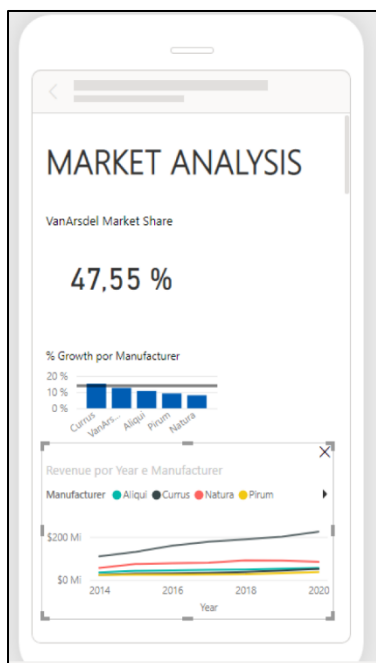 MARKET ANALYSIS
VanArsdel Market Share
47,55 %
% Growth por Manufacturer
20 %
10 %
0 %
Currus VanArs... Aliqui Pirum Natura
Revenue por Year e Manufacturer
Manufacturer Aliqui Currus Natura Pirum
$200 Mi
$0 Mi
2014 2016 2018 2020
Year